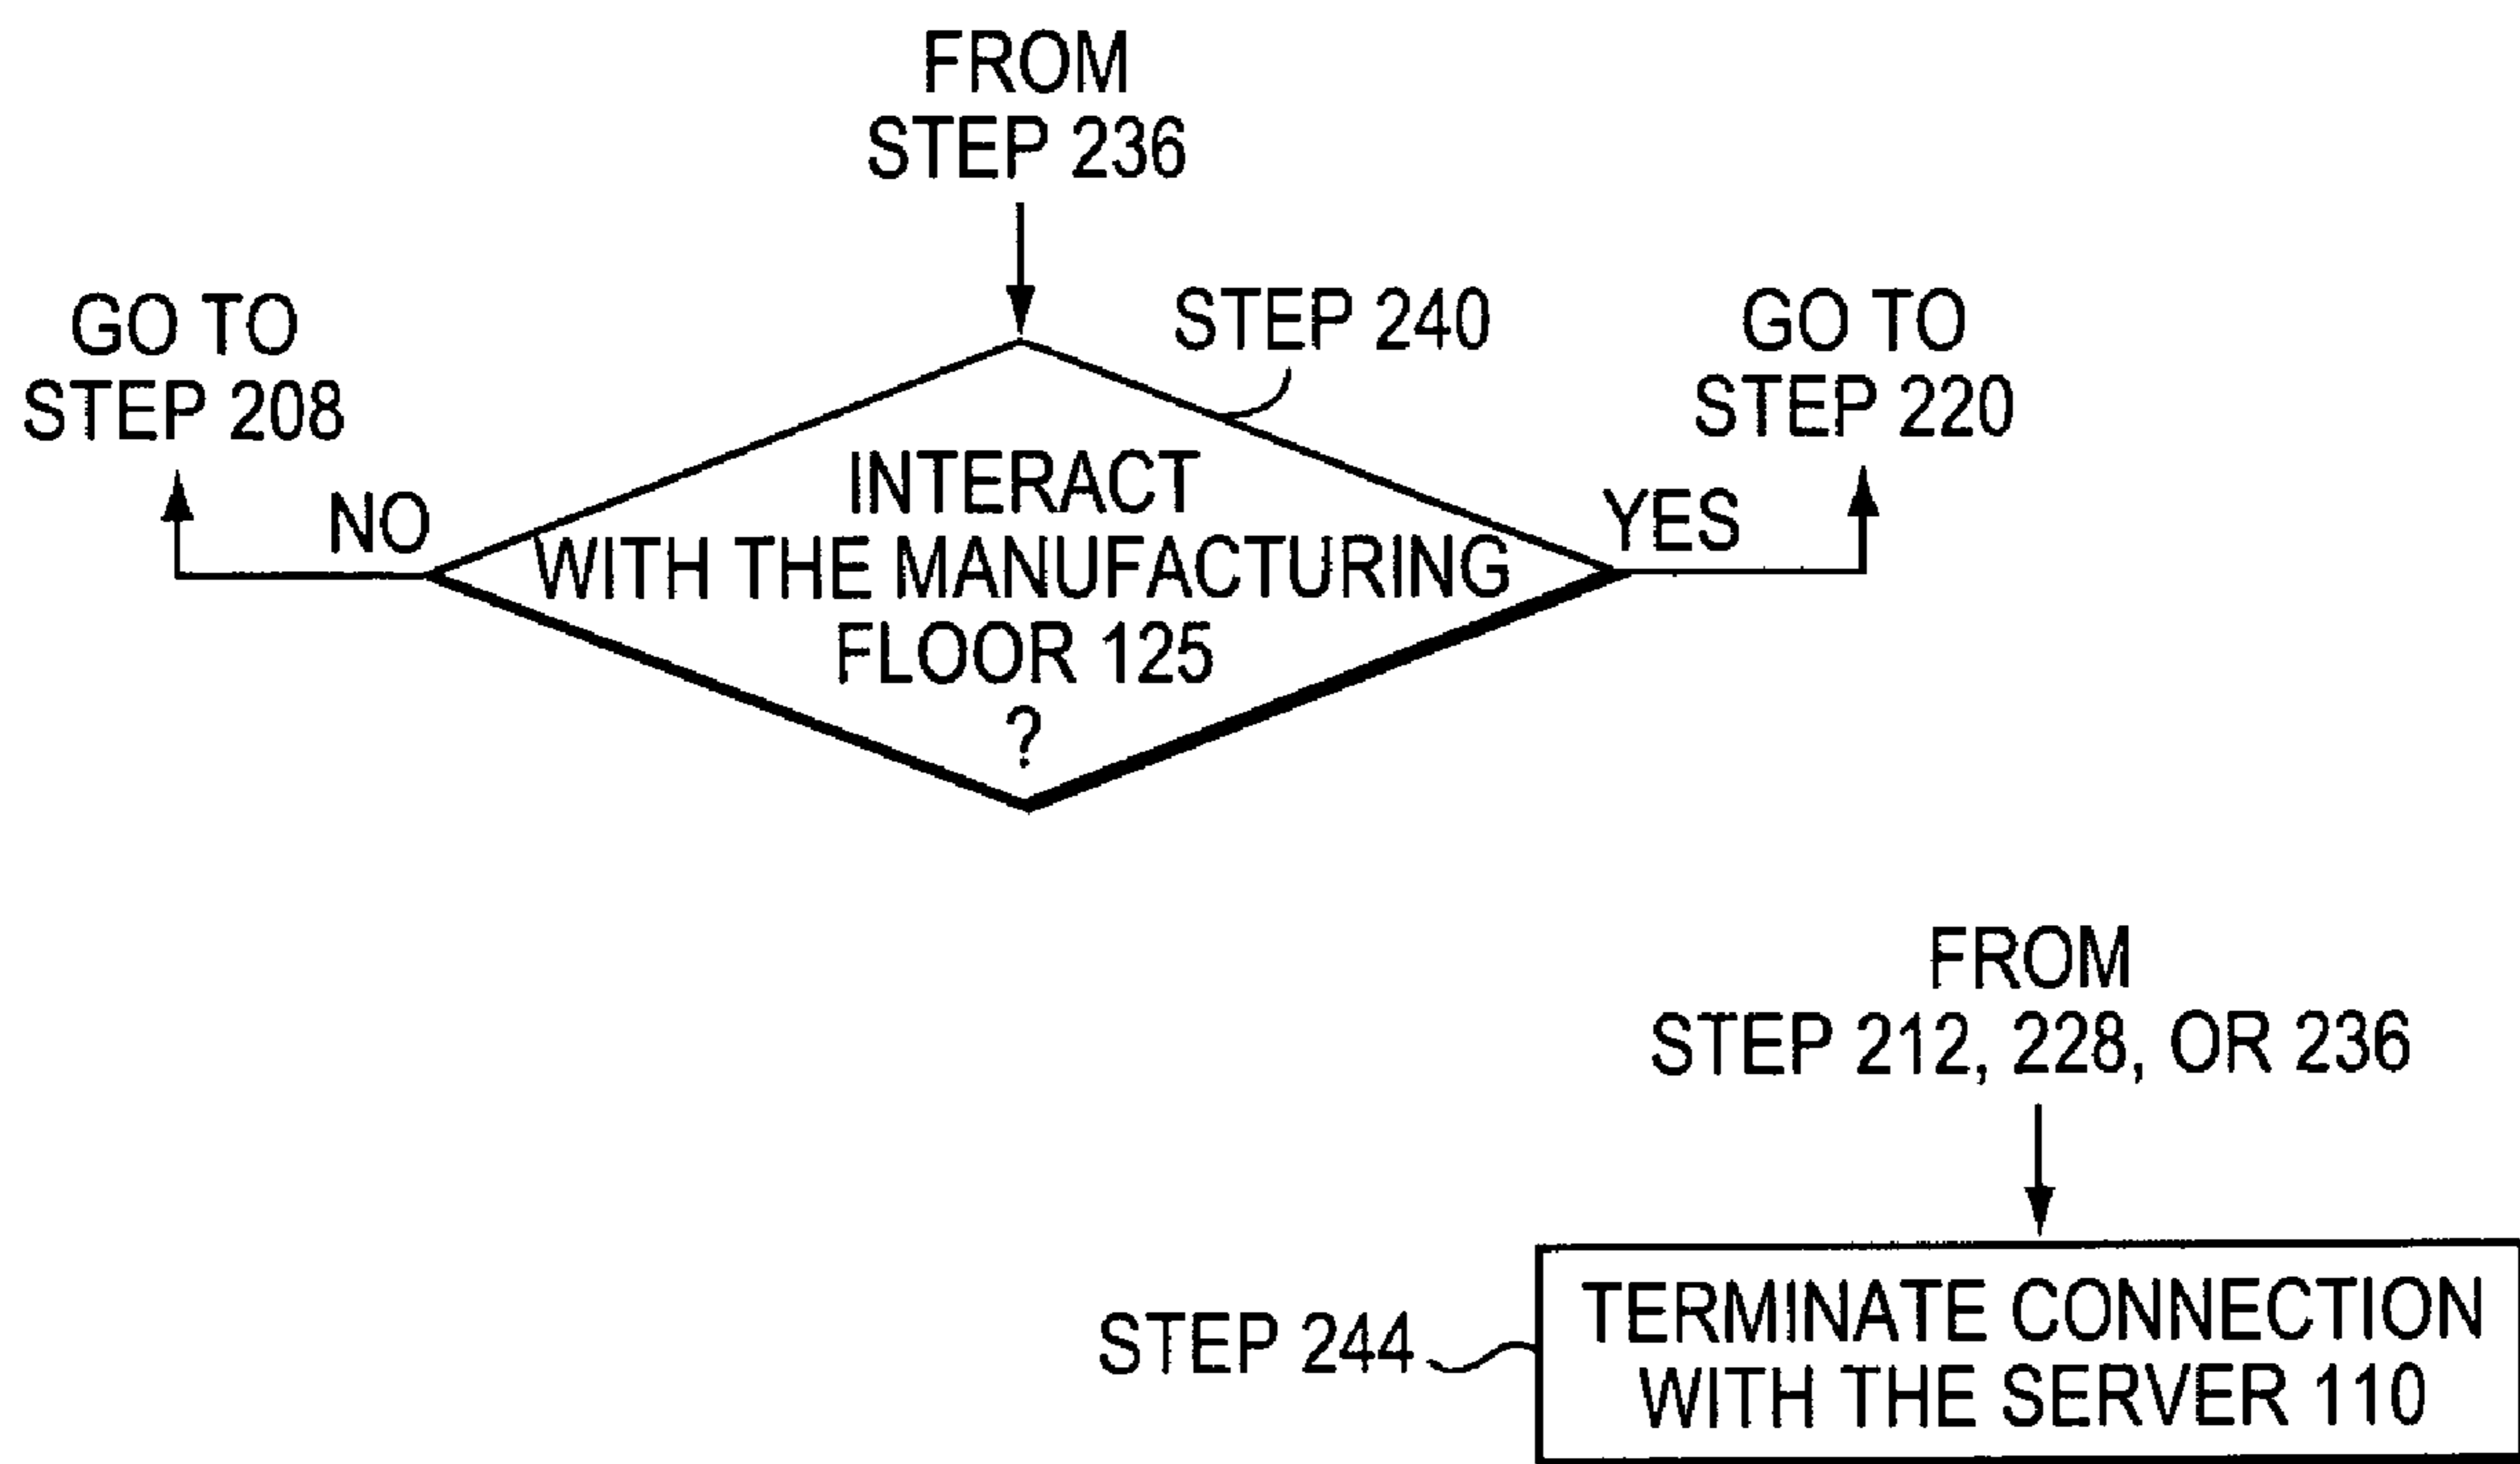 FROM
STEP 236
GO TO
STEP 208
STEP 240
GO TO
STEP 220
NO
INTERACT
WITH THE MANUFACTURING
FLOOR 125
?
YES
FROM
STEP 212, 228, OR 236
STEP 244
TERMINATE CONNECTION
WITH THE SERVER 110